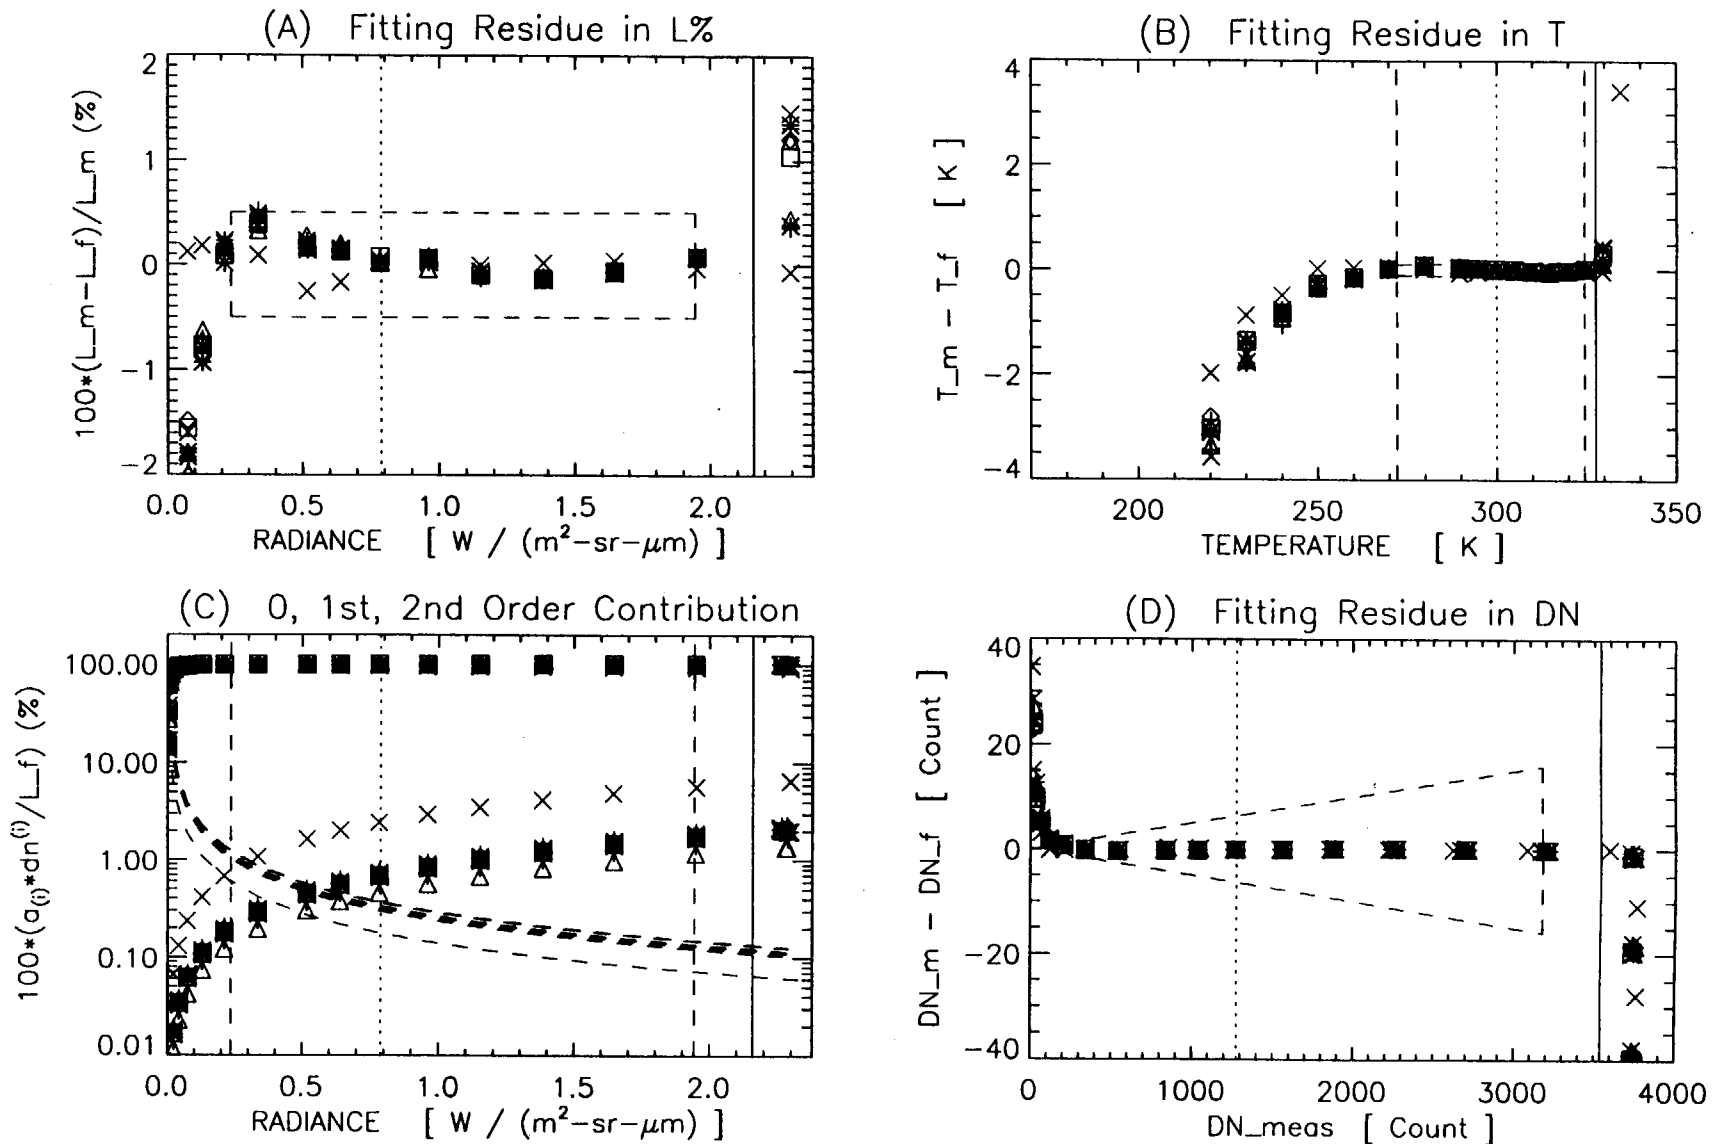 (A) Fitting Residue in L%
100*(L_m-L_f)/L_m (%)
2
1
0
-1
-2
0.0 0.5 1.0 1.5 2.0
RADIANCE [ W / (m²-sr-μm) ]
(B) Fitting Residue in T
T_m - T_f [ K ]
4
2
0
-2
-4
200 250 300 350
TEMPERATURE [ K ]
(C) 0, 1st, 2nd Order Contribution
100*(a(i)*dn(i)/L_f) (%)
100.00
10.00
1.00
0.10
0.01
0.0 0.5 1.0 1.5 2.0
RADIANCE [ W / (m²-sr-μm) ]
(D) Fitting Residue in DN
DN_m - DN_f [ Count ]
40
20
0
-20
-40
0 1000 2000 3000 4000
DN_meas [ Count ]